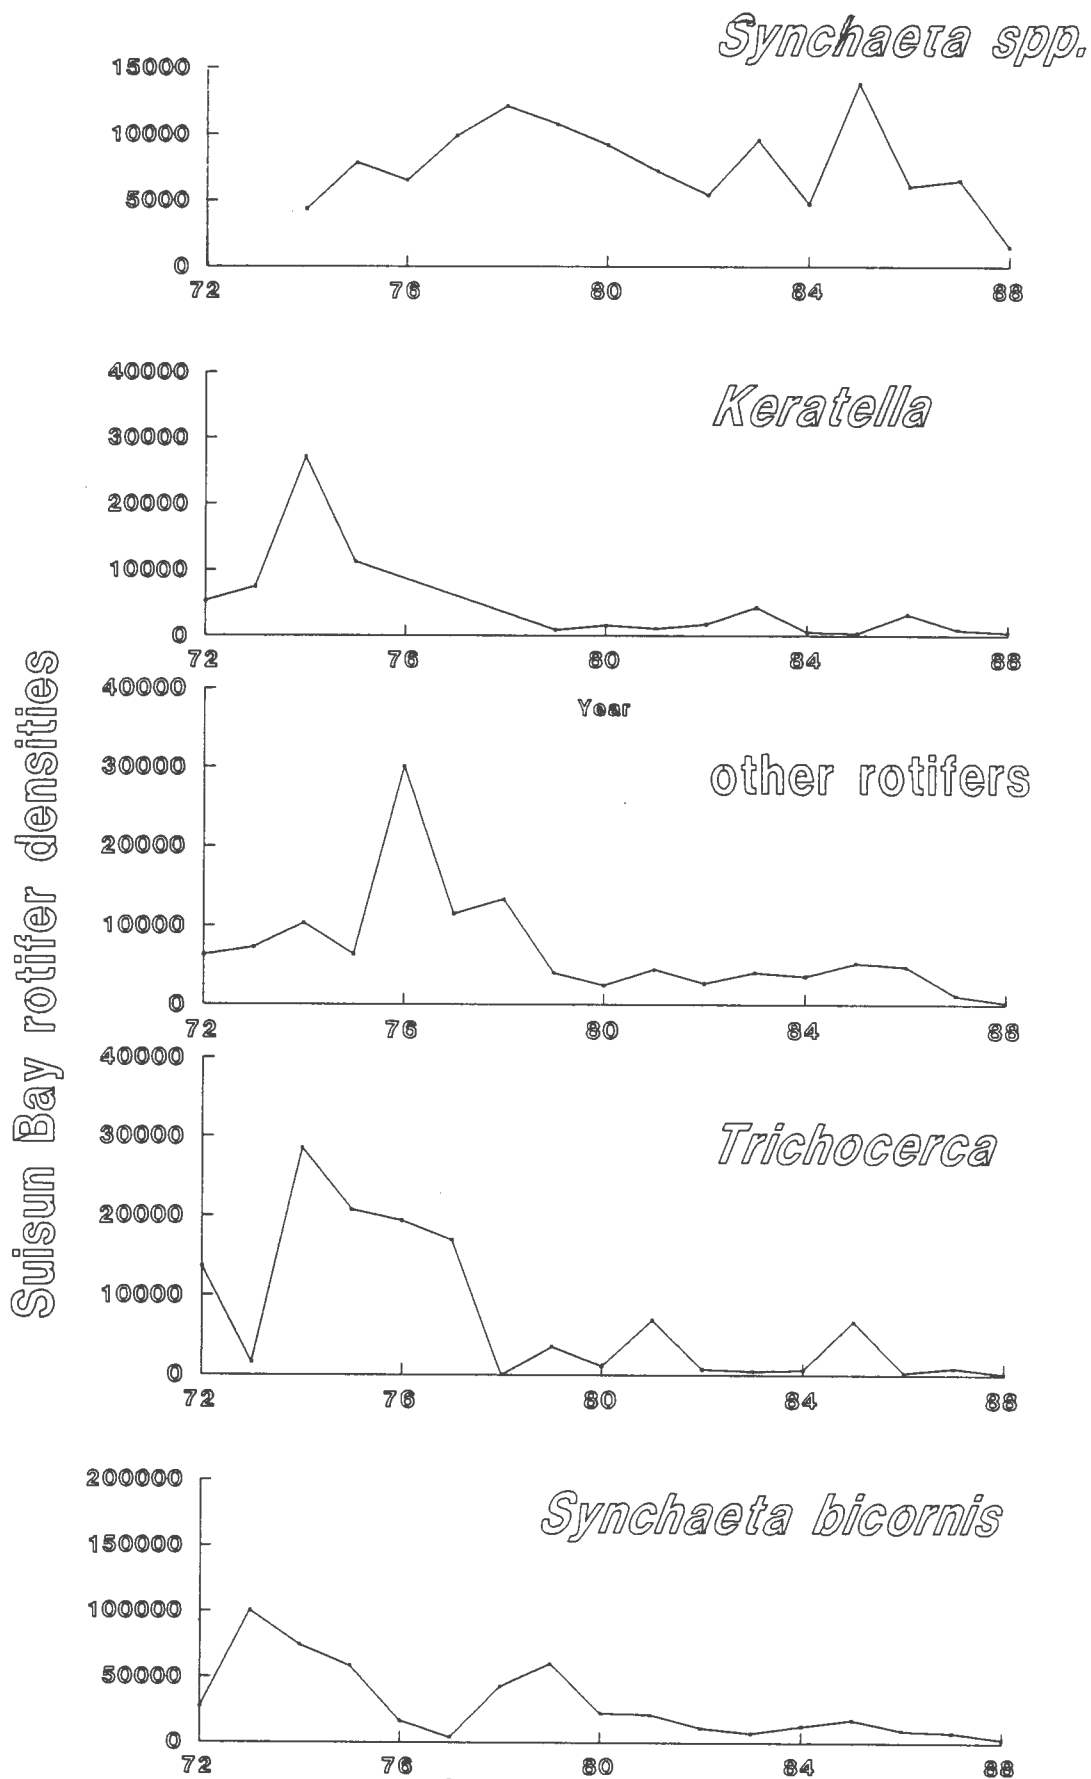 Synchaeta spp.
15000
10000
5000
0
72 76 80 84 88
40000
Keratella
30000
20000
10000
0
72 76 80 84 88
Year
40000
30000
other rotifers
20000
10000
0
72 76 80 84 88
Suisun Bay rotifer densities
40000
30000
Trichocerca
20000
10000
0
72 76 80 84 88
200000
Synchaeta bicornis
150000
100000
50000
0
72 76 80 84 88